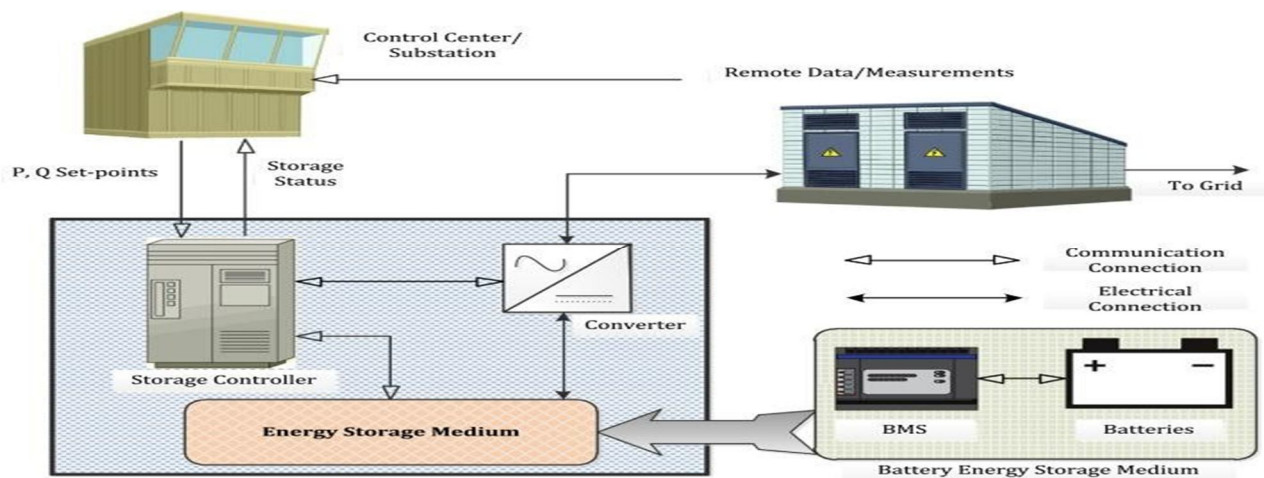 Control Center/
Substation
Remote Data/Measurements
P, Q Set-points
Storage
Status
To Grid
Communication
Connection
Electrical
Connection
Converter
Storage Controller
+ −
Energy Storage Medium
BMS
Batteries
Battery Energy Storage Medium